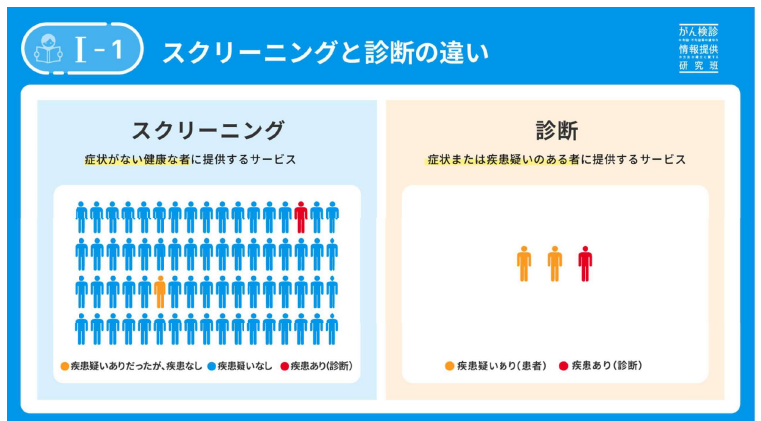 I-1
スクリーニングと診断の違い
がん検診
情報提供
研究班
スクリーニング
症状がない健康な者に提供するサービス
疾患疑いありだったが、疾患なし
疾患疑いなし
疾患あり(診断)
診断
症状または疾患疑いのある者に提供するサービス
疾患疑いあり(患者)
疾患あり(診断)